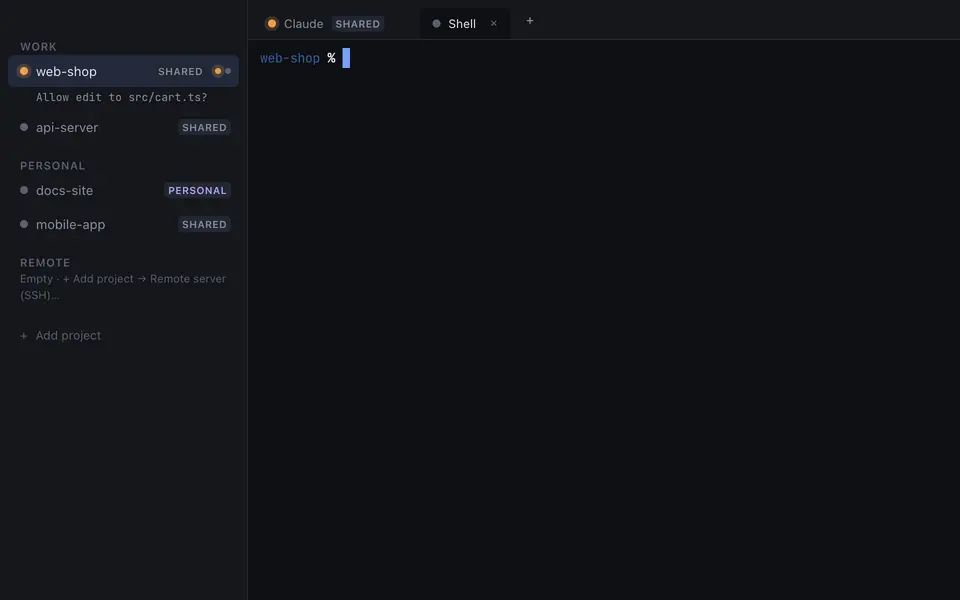 WORK
web-shop SHARED
Allow edit to src/cart.ts?
api-server SHARED
PERSONAL
docs-site PERSONAL
mobile-app SHARED
REMOTE
Empty · + Add project → Remote server
(SSH)…
+ Add project
Claude SHARED
Shell ×
+
web-shop %